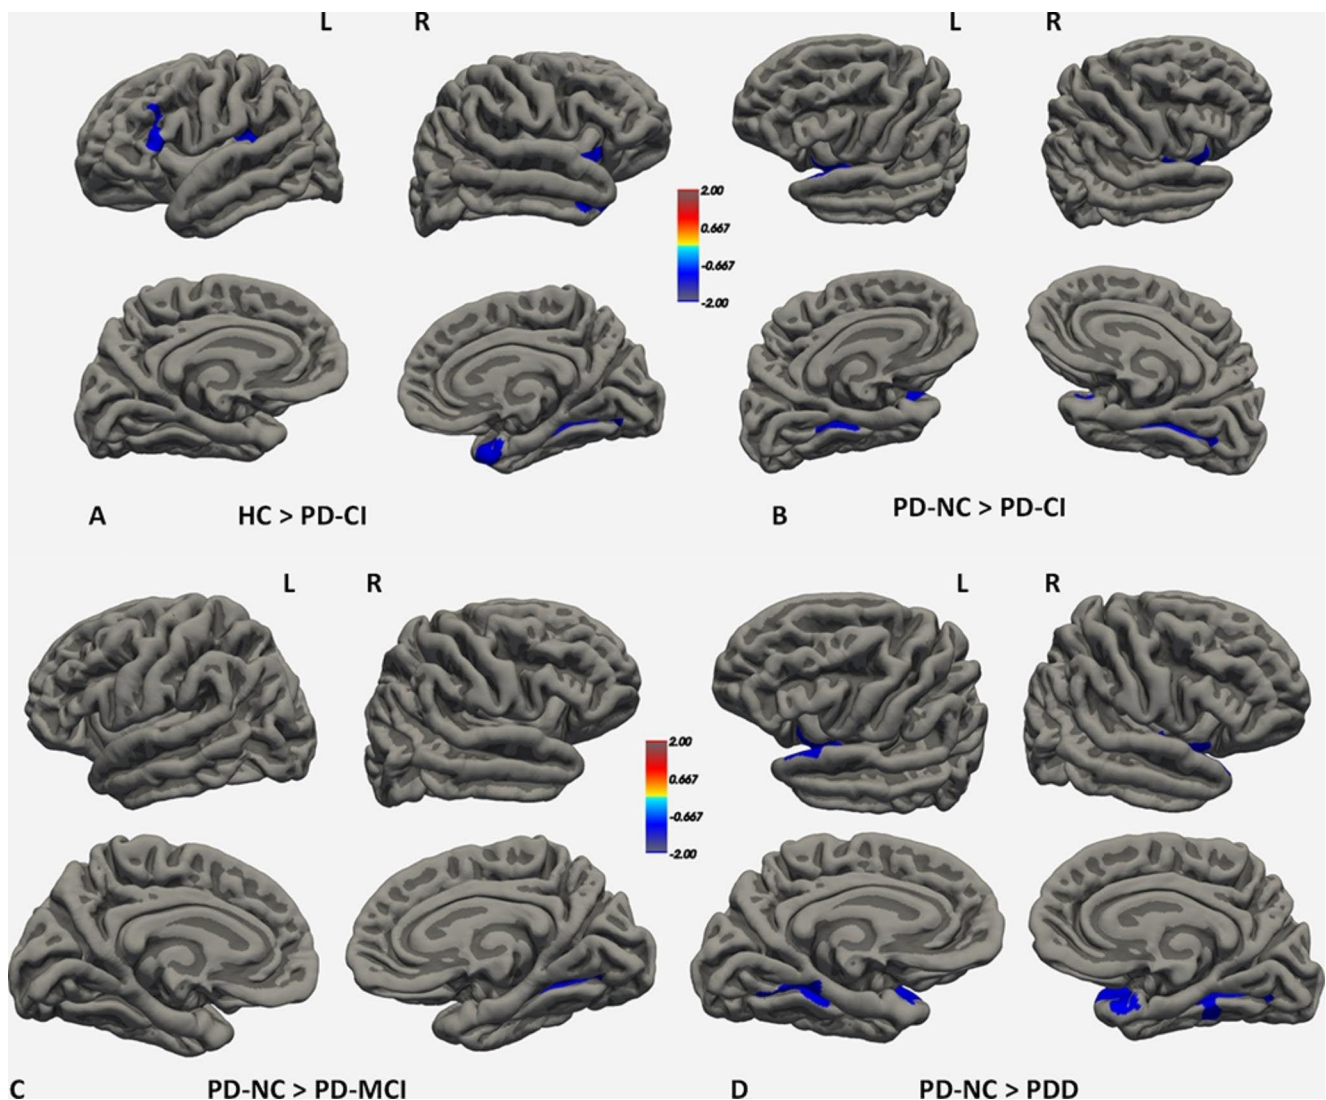 L R L R
2.00
0.667
-0.667
-2.00
A HC > PD-CI B PD-NC > PD-CI
L R L R
2.00
0.667
-0.667
-2.00
C PD-NC > PD-MCI D PD-NC > PDD